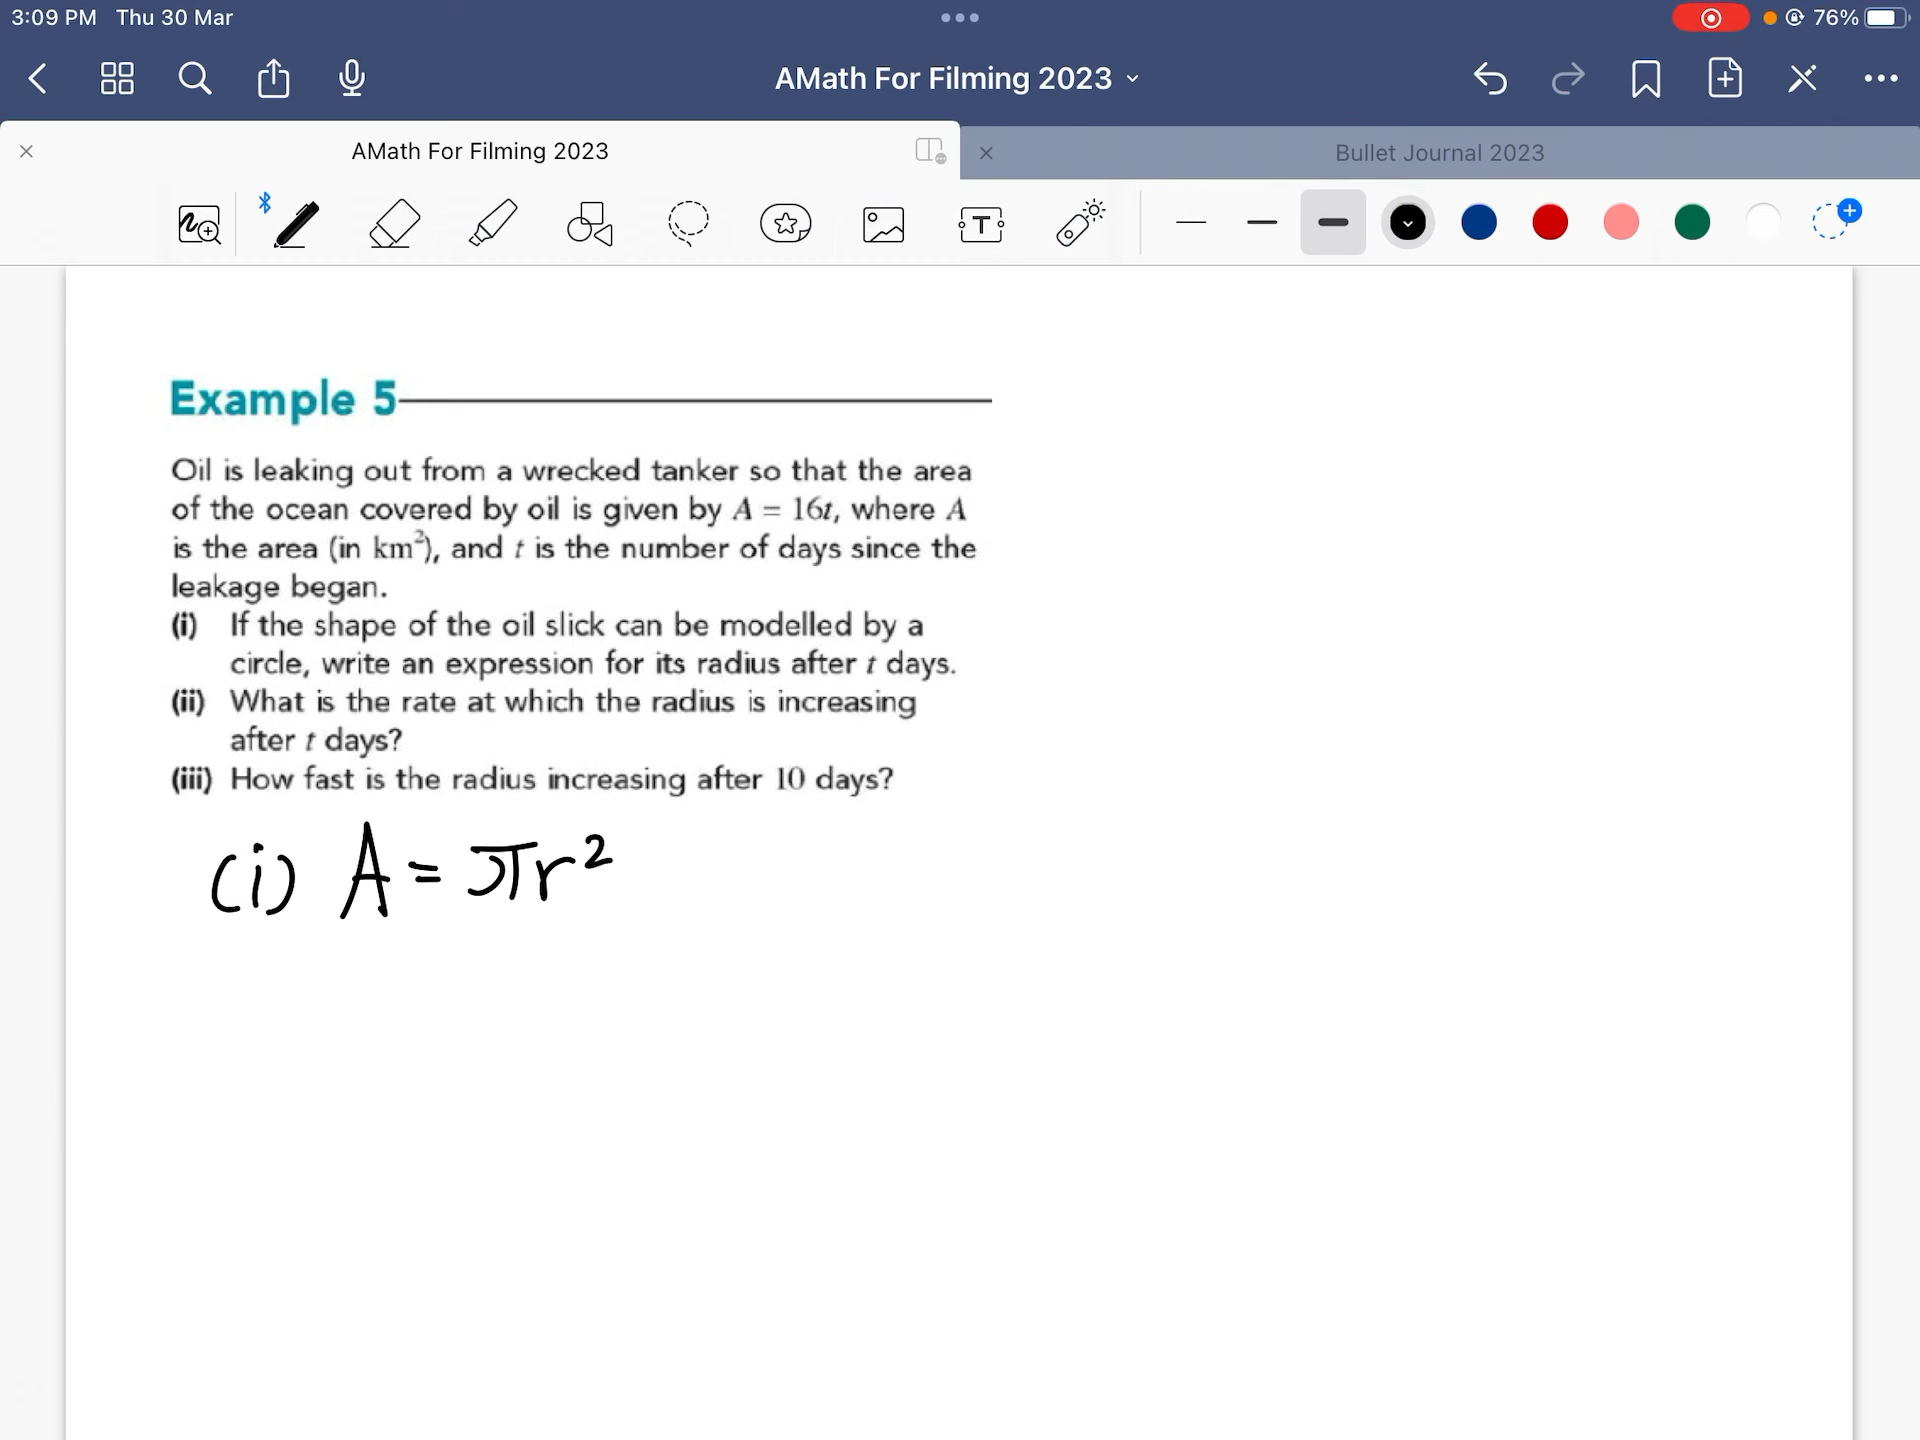 3:09 PM Thu 30 Mar
76%
AMath For Filming 2023
AMath For Filming 2023
Bullet Journal 2023
T
Example 5
Oil is leaking out from a wrecked tanker so that the area
of the ocean covered by oil is given by A = 16t, where A
is the area (in km²), and t is the number of days since the
leakage began.
(i) If the shape of the oil slick can be modelled by a
circle, write an expression for its radius after t days.
(ii) What is the rate at which the radius is increasing
after t days?
(iii) How fast is the radius increasing after 10 days?
(i) A = πr²